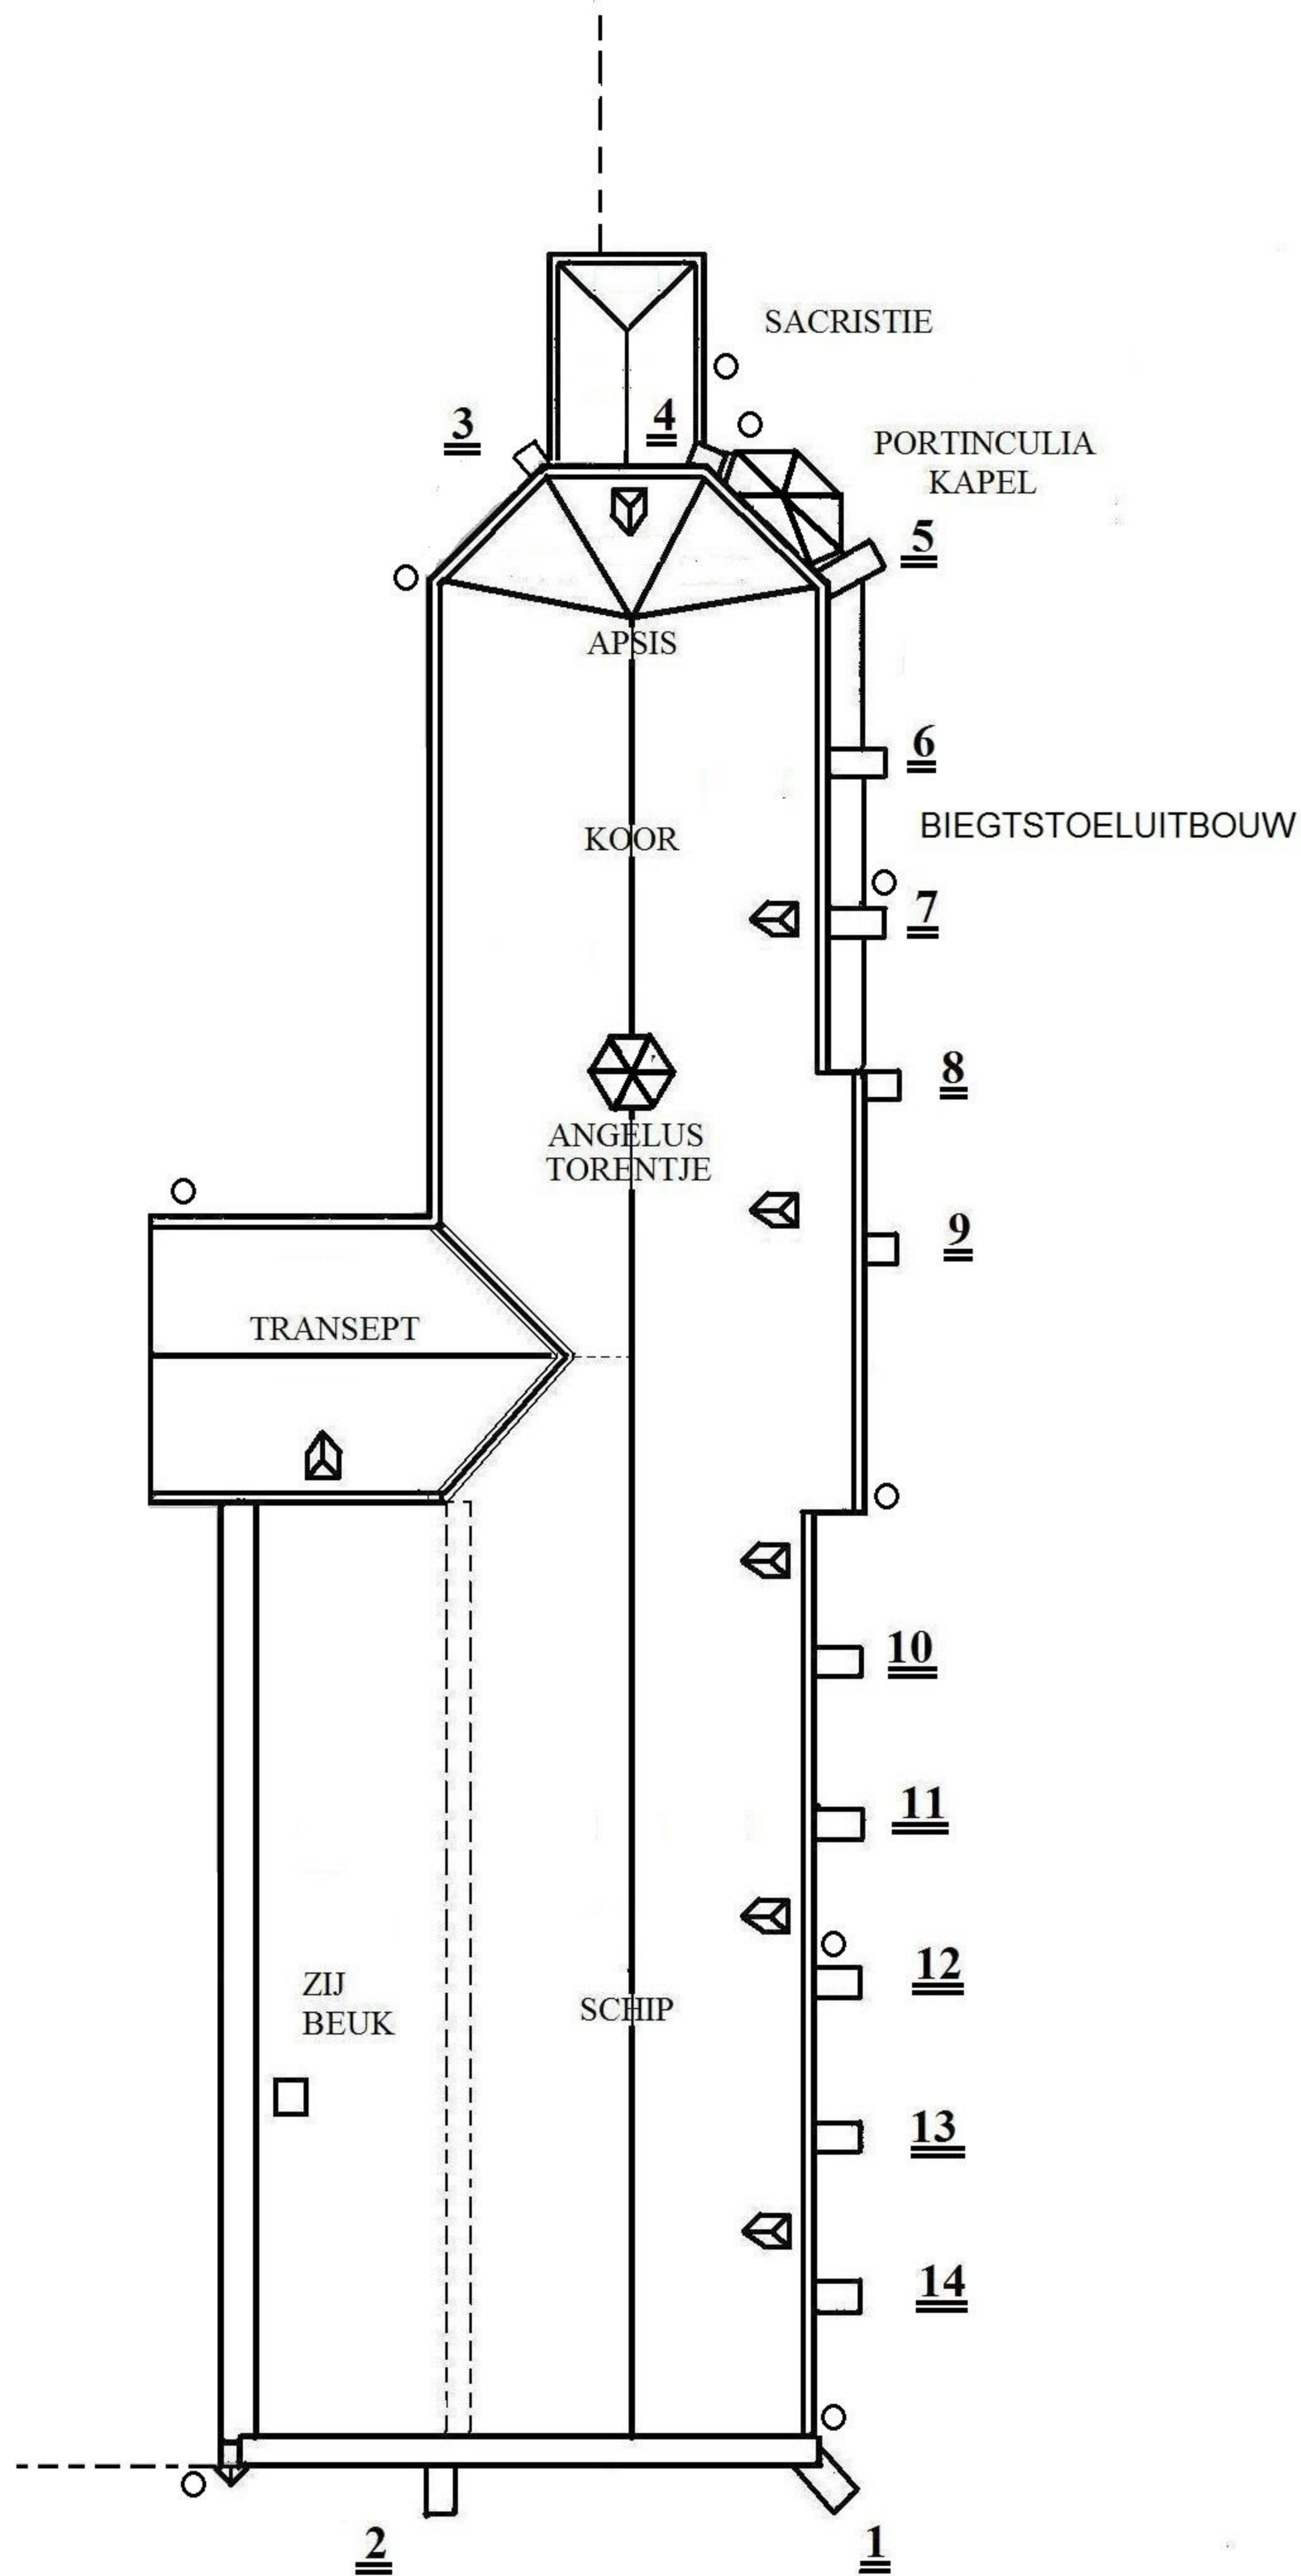 SACRISTIE
3
4
PORTINCULIA
KAPEL
5
APSIS
6
BIEGTSTOELUITBOUW
KOOR
7
8
ANGELUS
TORENTJE
9
TRANSEPT
10
11
12
ZIJ
BEUK
SCHIP
13
14
2
1